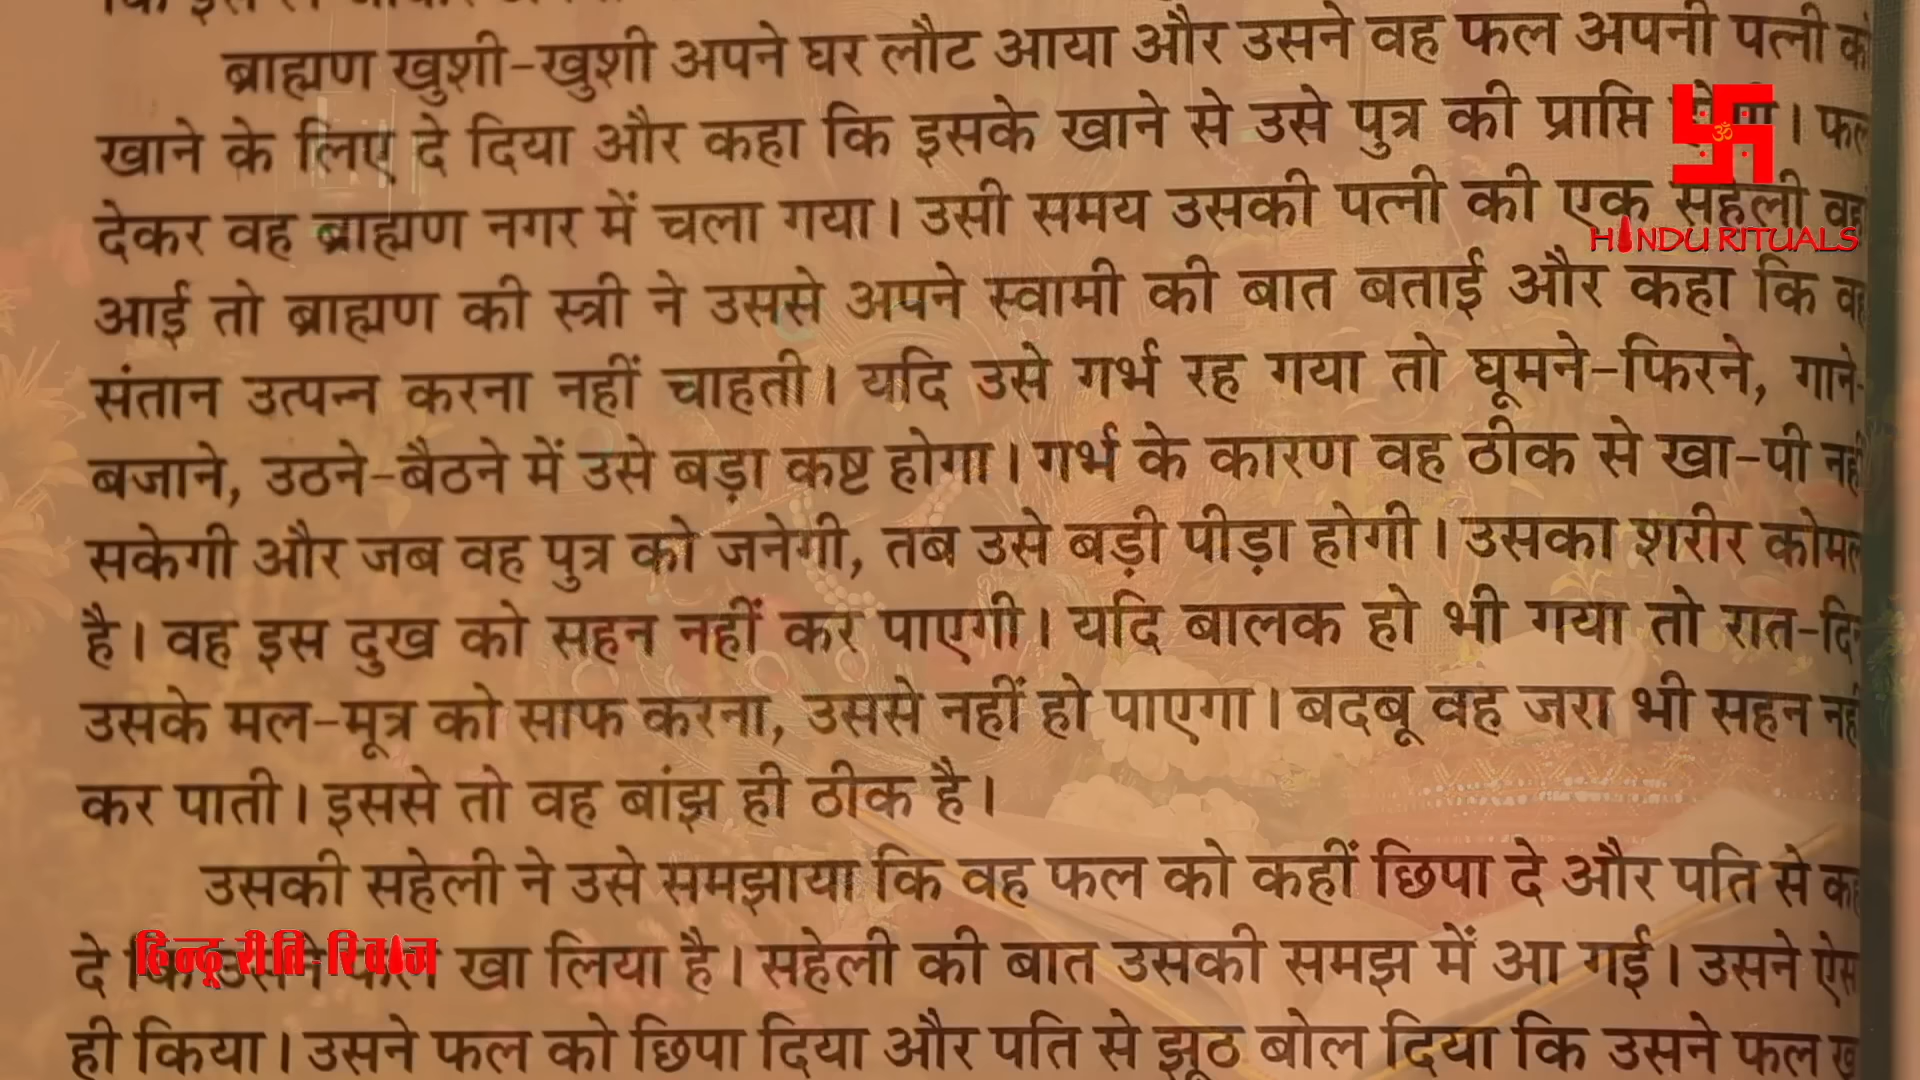 ब्राह्मण खुशी-खुशी अपने घर लौट आया और उसने वह फल अपनी पत्नी को
खाने के लिए दे दिया और कहा कि इसके खाने से उसे पुत्र की प्राप्ति । फल
देकर वह ब्राह्मण नगर में चला गया। उसी समय उसकी पत्नी की एक सहेली
HINDU RITUALS
आई तो ब्राह्मण की स्त्री ने उससे अपने स्वामी की बात बताई और कहा कि वह
संतान उत्पन्न करना नहीं चाहती। यदि उसे गर्भ रह गया तो घूमने-फिरने, गाने-
बजाने, उठने-बैठने में उसे बड़ा कष्ट होगा। गर्भ के कारण वह ठीक से खा-पी
सकेगी और जब वह पुत्र को जनेगी, तब उसे बड़ी पीड़ा होगी। उसका शरीर
है। वह इस दुख को सहन नहीं कर पाएगी। यदि बालक हो भी गया तो
उसके मल-मूत्र को साफ करना, उससे नहीं हो पाएगा। बदबू वह जरा भी सहन
कर पाती। इससे तो वह बांझ ही ठीक है।
उसकी सहेली ने उसे समझाया कि वह फल को कहीं छिपा दे और पति से
दे खा लिया है। सहेली की बात उसकी समझ में आ गई। उसने
हिन्दू रीति-रिवाज
ही किया। उसने फल को छिपा दिया और पति से झूठ बोल दिया कि उसने फल